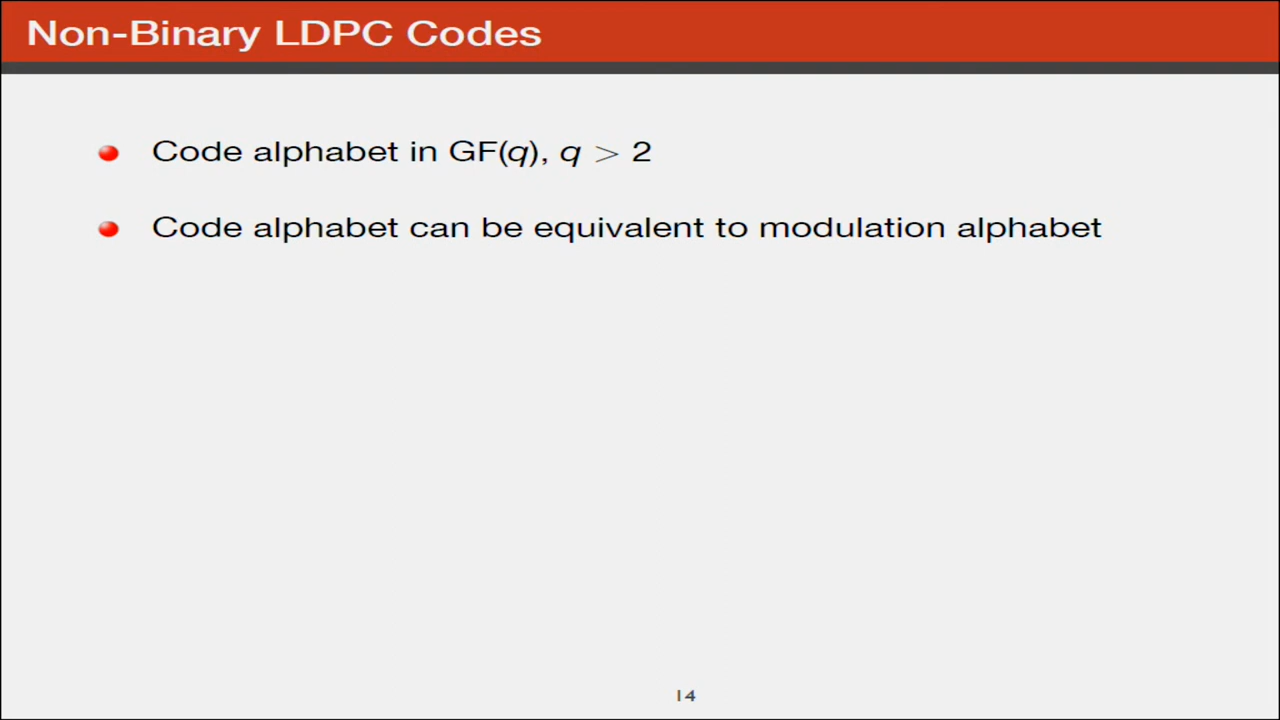 Non-Binary LDPC Codes
Code alphabet in GF(q), q > 2
Code alphabet can be equivalent to modulation alphabet
14